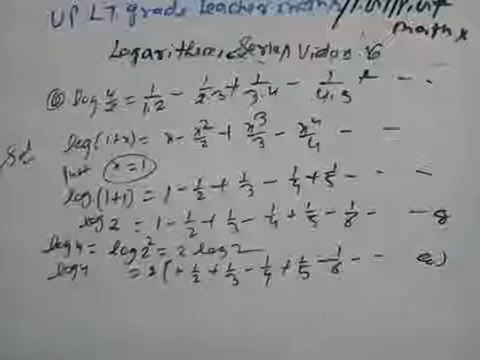 UP LT grade teacher math
math
Logarithmic Series Video 16
⑥ log 4/e = 1/1.2 - 1/2.3 + 1/3.4 - 1/4.5 + - -
Sol log(1+x) = x - x²/2 + x³/3 - x⁴/4 - -
put x=1
log(1+1) = 1 - 1/2 + 1/3 - 1/4 + 1/5 - - -
log 2 = 1 - 1/2 + 1/3 - 1/4 + 1/5 - 1/6 - -
log 4 = log 2² = 2 log 2
log 4 = 2[1 - 1/2 + 1/3 - 1/4 + 1/5 - 1/6 - -